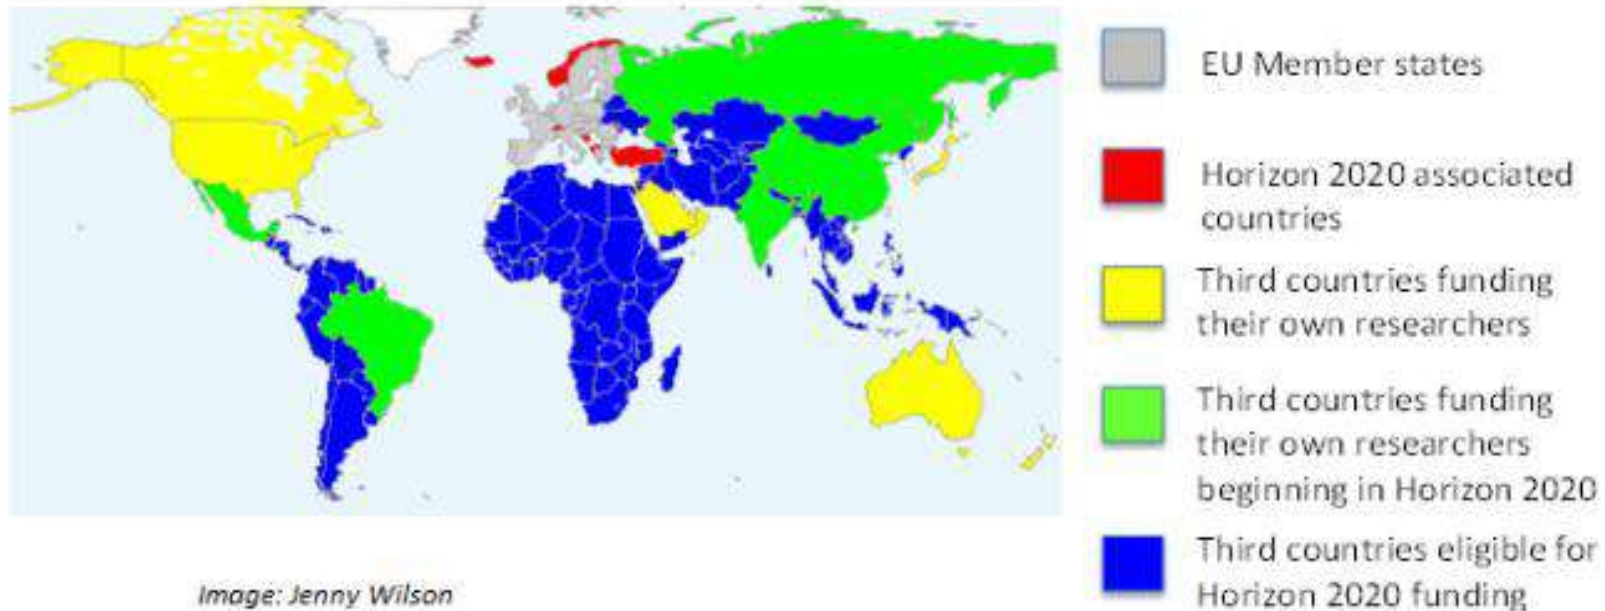 EU Member states
Horizon 2020 associated
countries
Third countries funding
their own researchers
Third countries funding
their own researchers
beginning in Horizon 2020
Third countries eligible for
Horizon 2020 funding
Image: Jenny Wilson